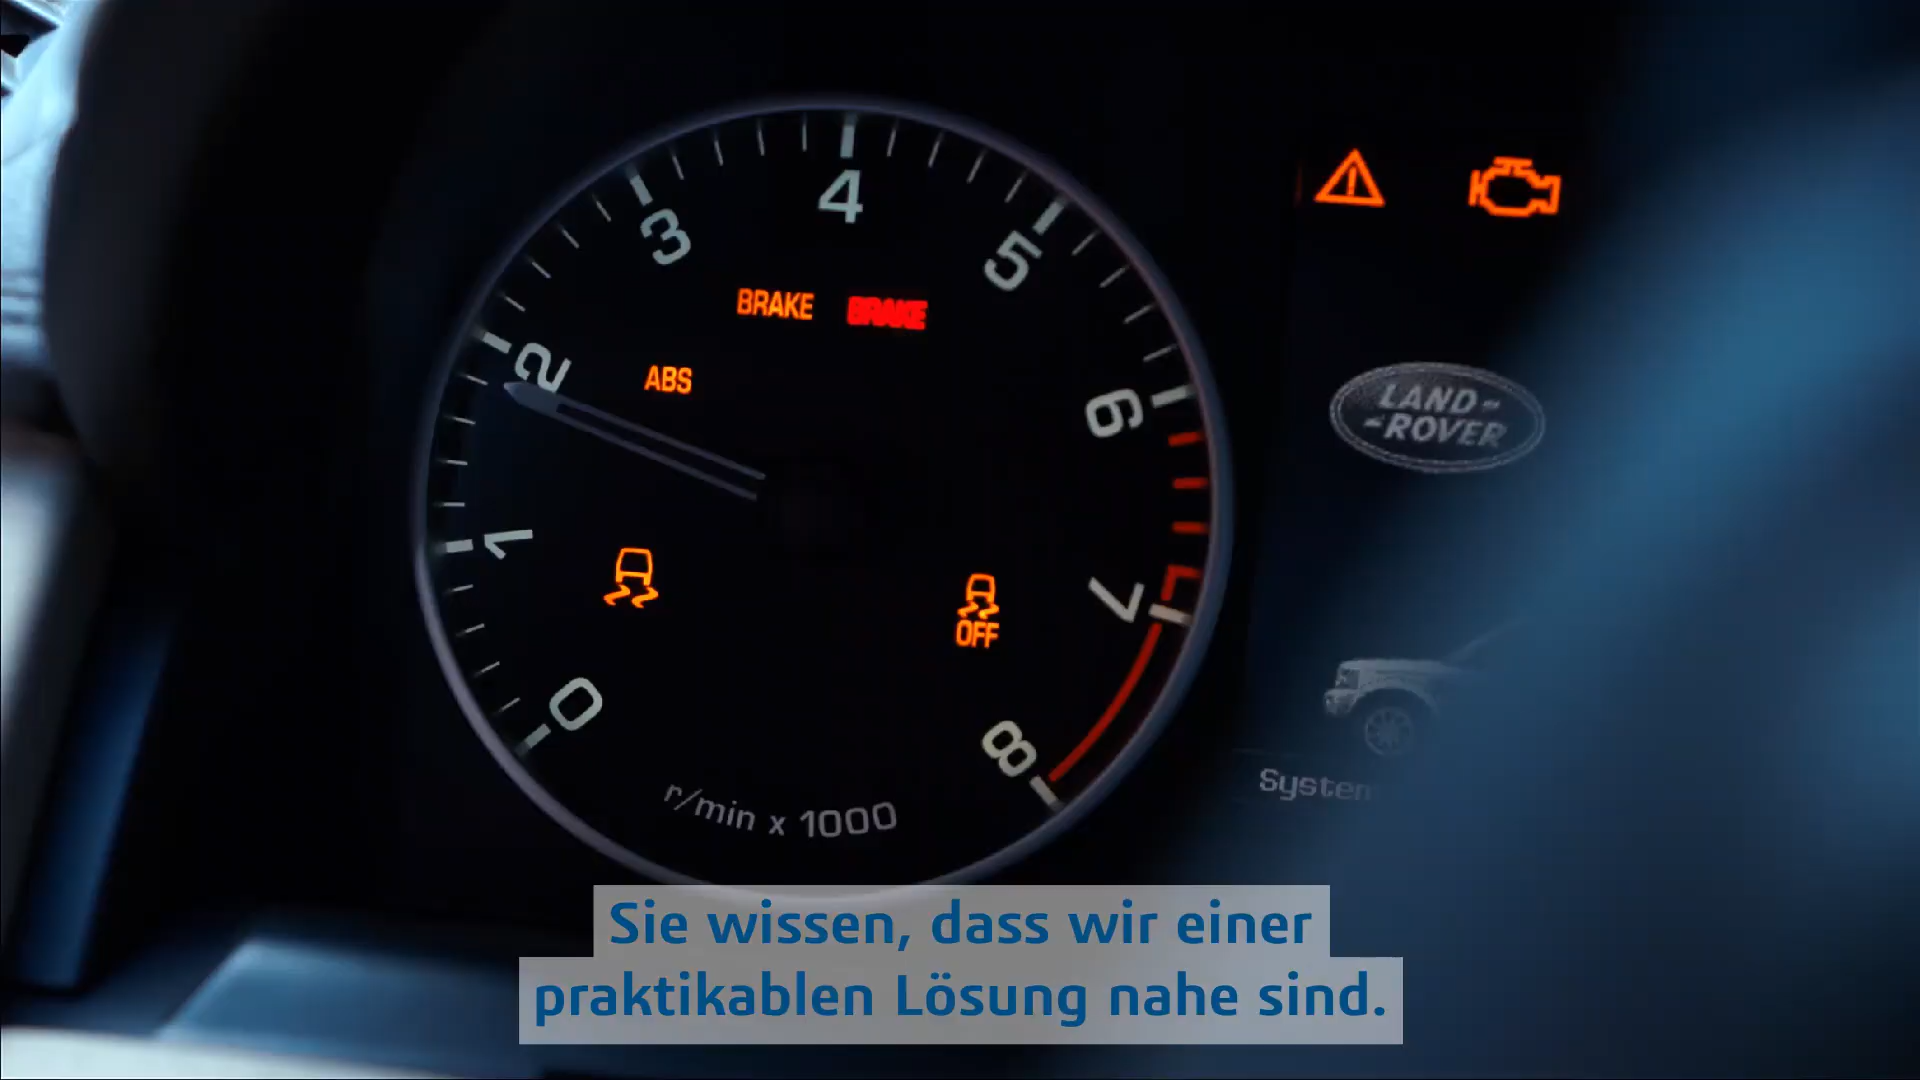 4
3
5
BRAKE BRAKE
2
ABS
6
LAND-
-ROVER
1
7
OFF
0
8
System
r/min x 1000
Sie wissen, dass wir einer
praktikablen Lösung nahe sind.